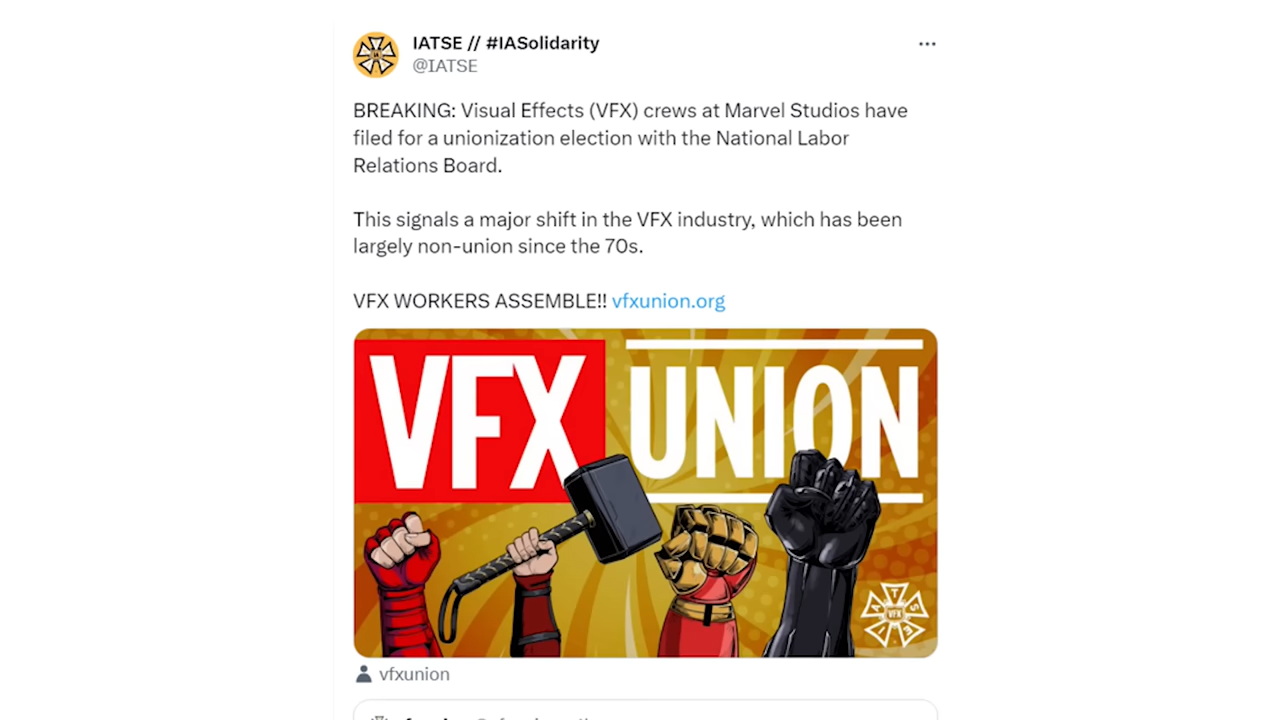 IATSE // #IASolidarity
@IATSE
BREAKING: Visual Effects (VFX) crews at Marvel Studios have
filed for a unionization election with the National Labor
Relations Board.
This signals a major shift in the VFX industry, which has been
largely non-union since the 70s.
VFX WORKERS ASSEMBLE!! vfxunion.org
VFX UNION
IATSE
VFX
vfxunion